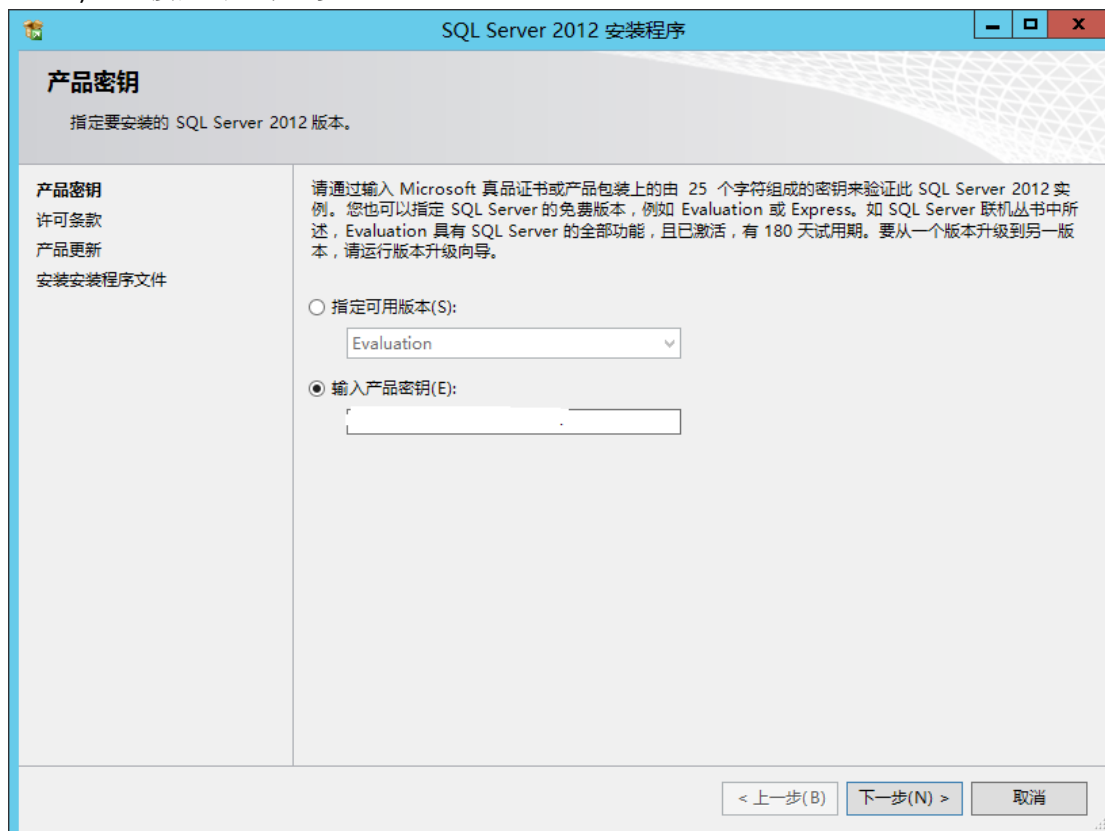 SQL Server 2012 安装程序
产品密钥
指定要安装的 SQL Server 2012 版本。
产品密钥
许可条款
产品更新
安装安装程序文件
请通过输入 Microsoft 真品证书或产品包装上的由 25 个字符组成的密钥来验证此 SQL Server 2012 实
例。您也可以指定 SQL Server 的免费版本，例如 Evaluation 或 Express。如 SQL Server 联机丛书中所
述，Evaluation 具有 SQL Server 的全部功能，且已激活，有 180 天试用期。要从一个版本升级到另一版
本，请运行版本升级向导。
指定可用版本(S):
Evaluation
输入产品密钥(E):
< 上一步(B)
下一步(N) >
取消